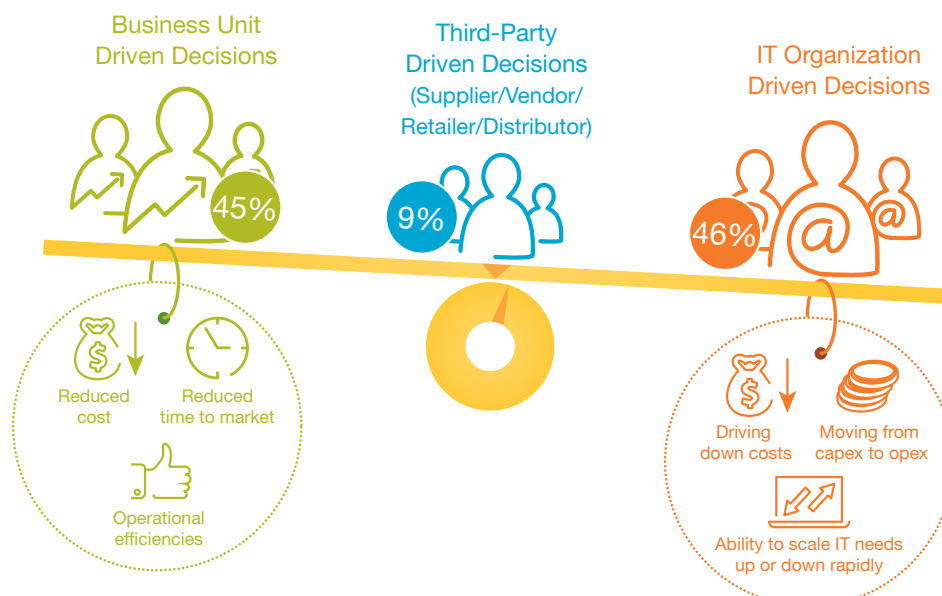 Business Unit
Driven Decisions
45%
Third-Party
Driven Decisions
(Supplier/Vendor/
Retailer/Distributor)
9%
IT Organization
Driven Decisions
46%
@
@
$
Reduced
cost
Reduced
time to market
Operational
efficiencies
$
Driving
down costs
Moving from
capex to opex
Ability to scale IT needs
up or down rapidly